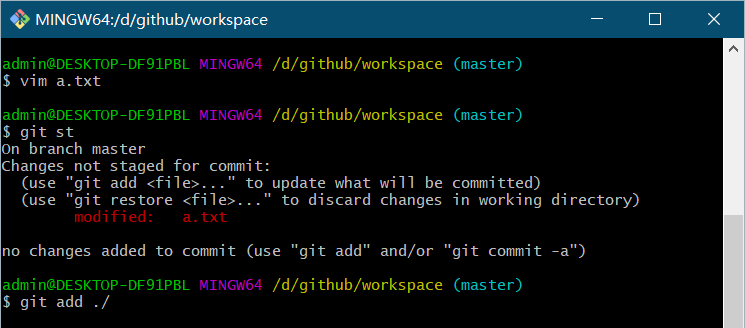 MINGW64:/d/github/workspace
admin@DESKTOP-DF91PBL MINGW64 /d/github/workspace (master)
$ vim a.txt
admin@DESKTOP-DF91PBL MINGW64 /d/github/workspace (master)
$ git st
On branch master
Changes not staged for commit:
  (use "git add <file>..." to update what will be committed)
  (use "git restore <file>..." to discard changes in working directory)
        modified:   a.txt
no changes added to commit (use "git add" and/or "git commit -a")
admin@DESKTOP-DF91PBL MINGW64 /d/github/workspace (master)
$ git add ./